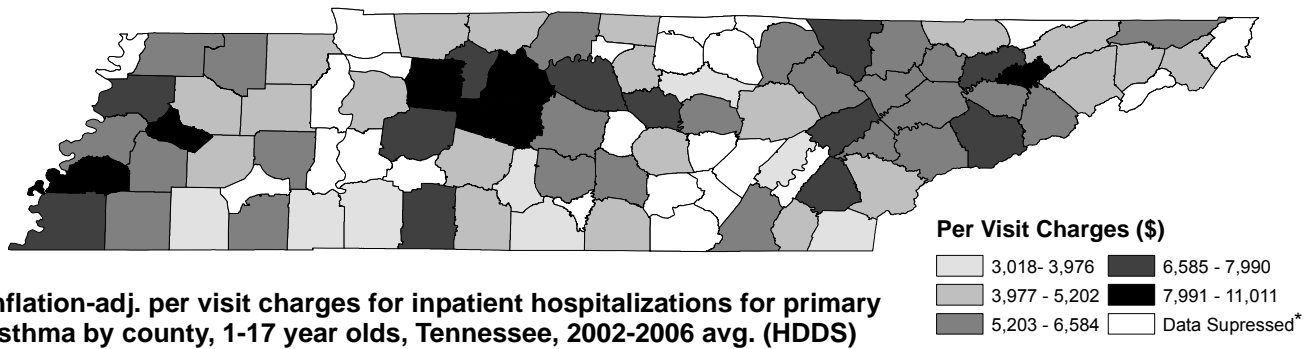 Per Visit Charges ($)
3,018- 3,976
3,977 - 5,202
5,203 - 6,584
6,585 - 7,990
7,991 - 11,011
Data Supressed*
nflation-adj. per visit charges for inpatient hospitalizations for primary
sthma by county, 1-17 year olds, Tennessee, 2002-2006 avg. (HDDS)